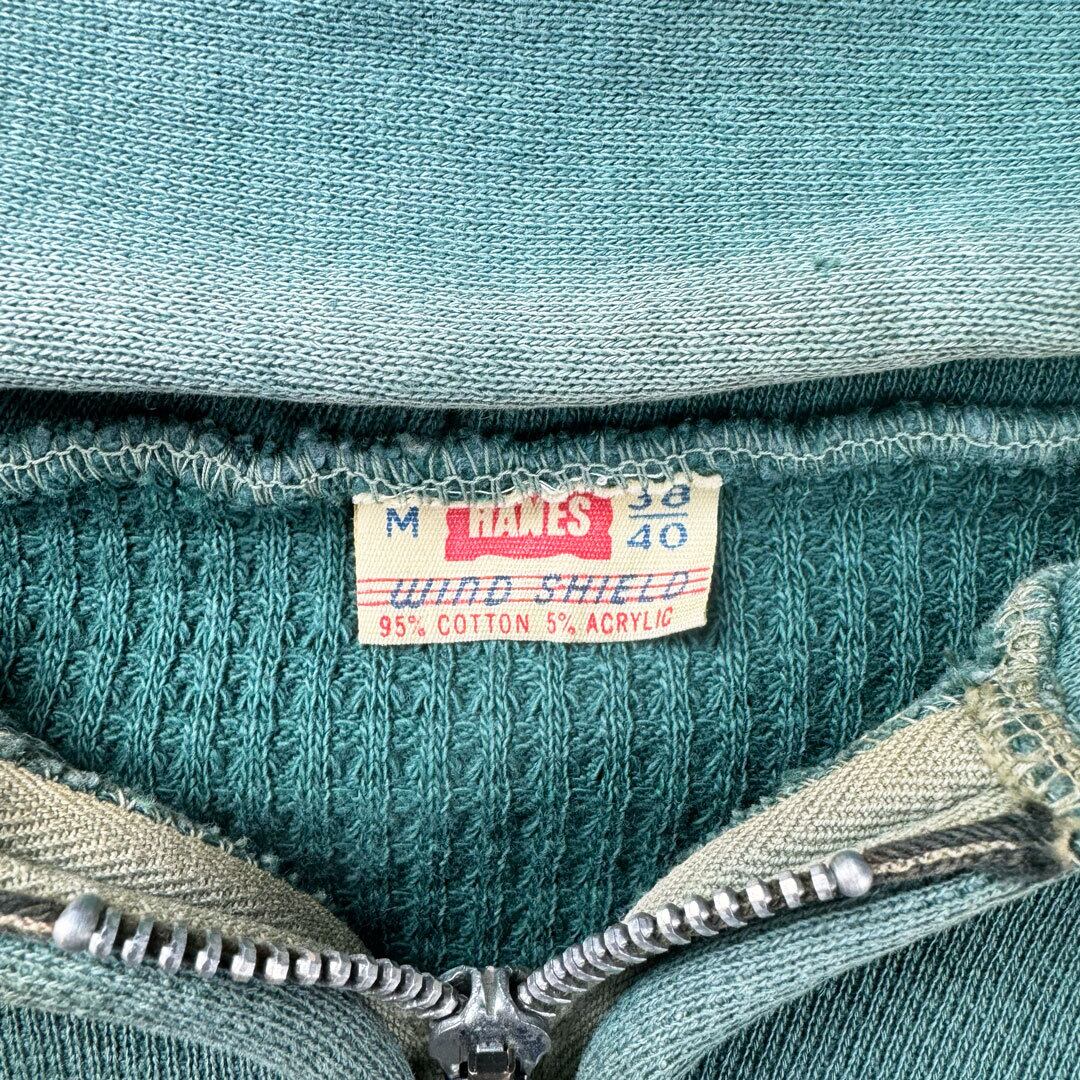 M HANES 38
40
WIND SHIELD
95% COTTON 5% ACRYLIC